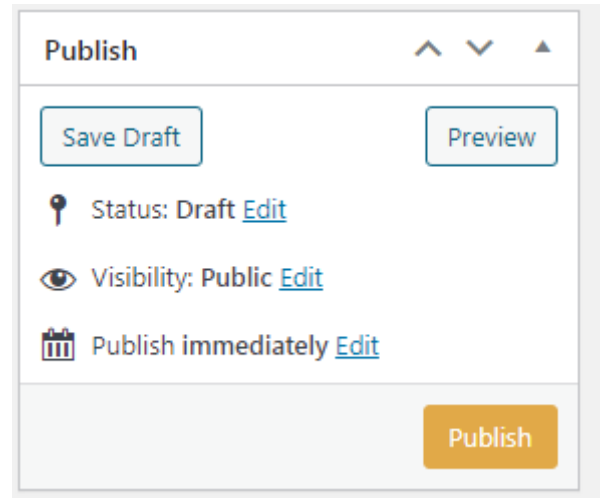 Publish
Save Draft Preview
Status: Draft Edit
Visibility: Public Edit
Publish immediately Edit
Publish